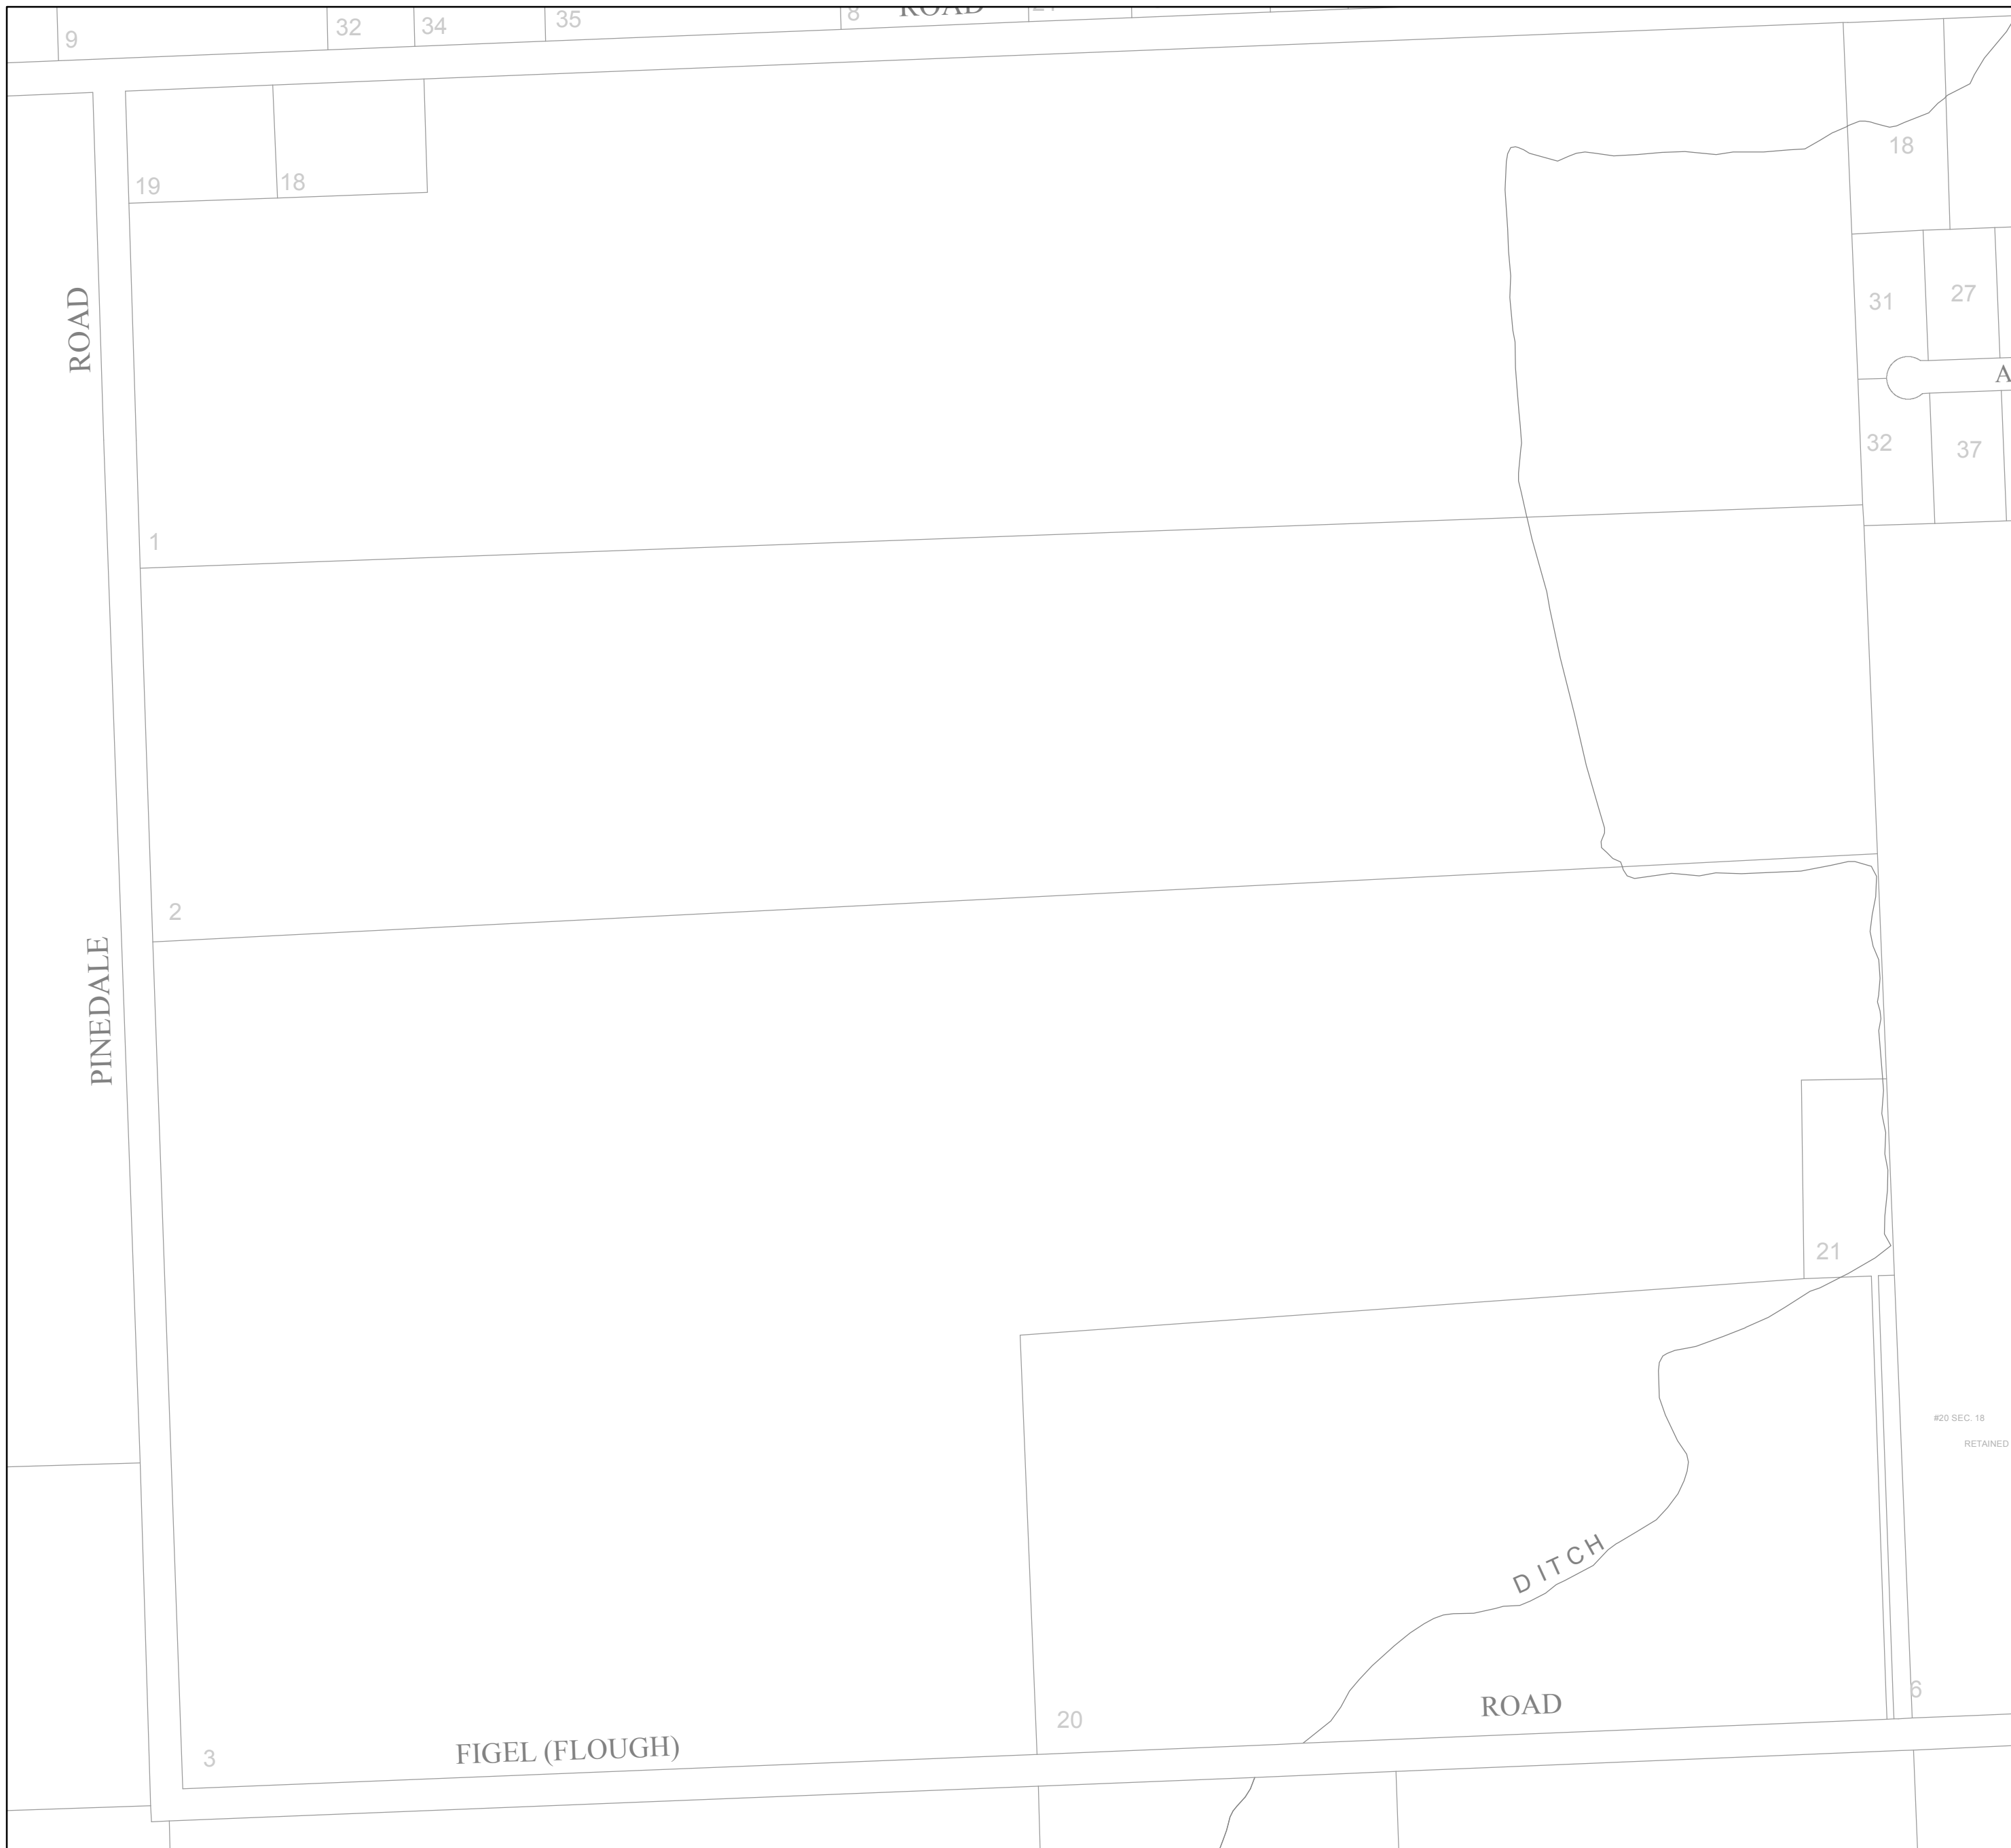 9
32
34
35
8
ROAD
18
19
18
ROAD
31
27
A
32
37
1
2
PINEDALE
21
#20 SEC. 18
RETAINED
DITCH
6
ROAD
20
FIGEL (FLOUGH)
3